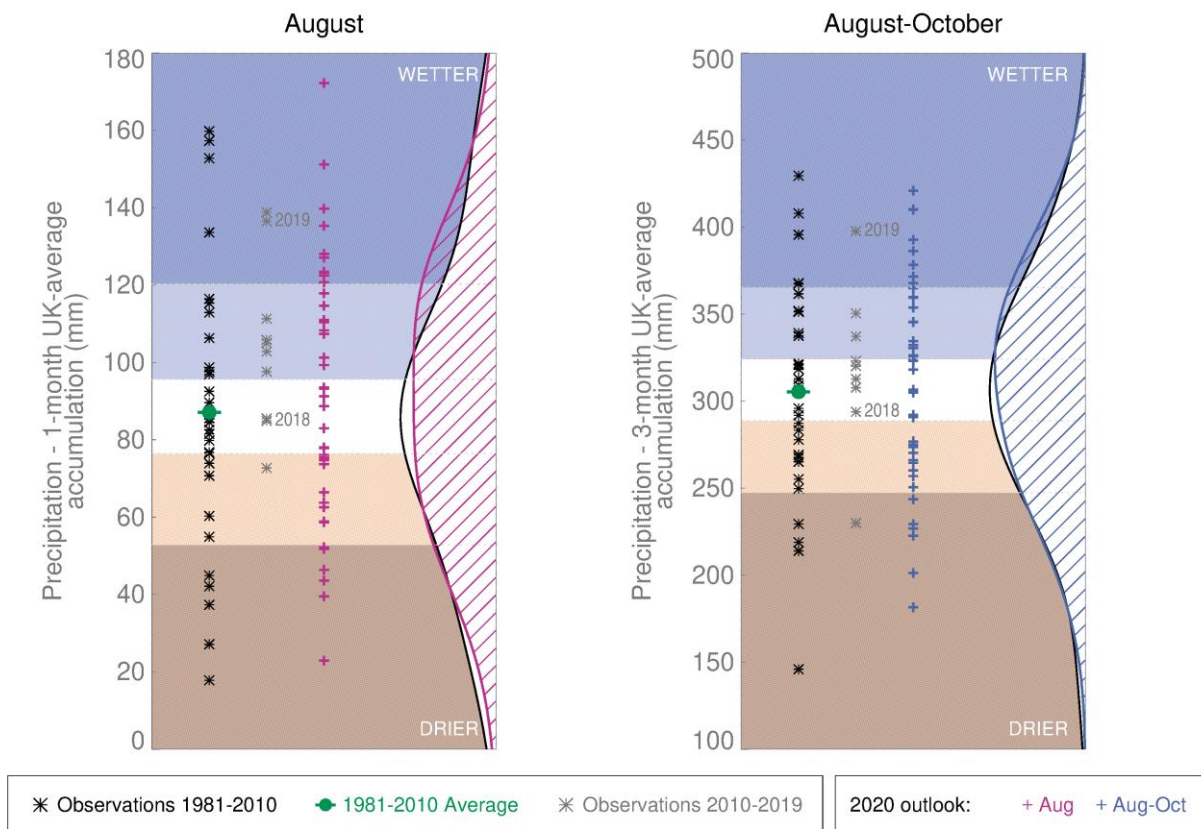 August
Precipitation - 1-month UK-average
accumulation (mm)
180
160
140
120
100
80
60
40
20
0
WETTER
2019
2018
DRIER
August-October
Precipitation - 3-month UK-average
accumulation (mm)
500
450
400
350
300
250
200
150
100
WETTER
2019
2018
DRIER
Observations 1981-2010 1981-2010 Average Observations 2010-2019
2020 outlook: + Aug + Aug-Oct